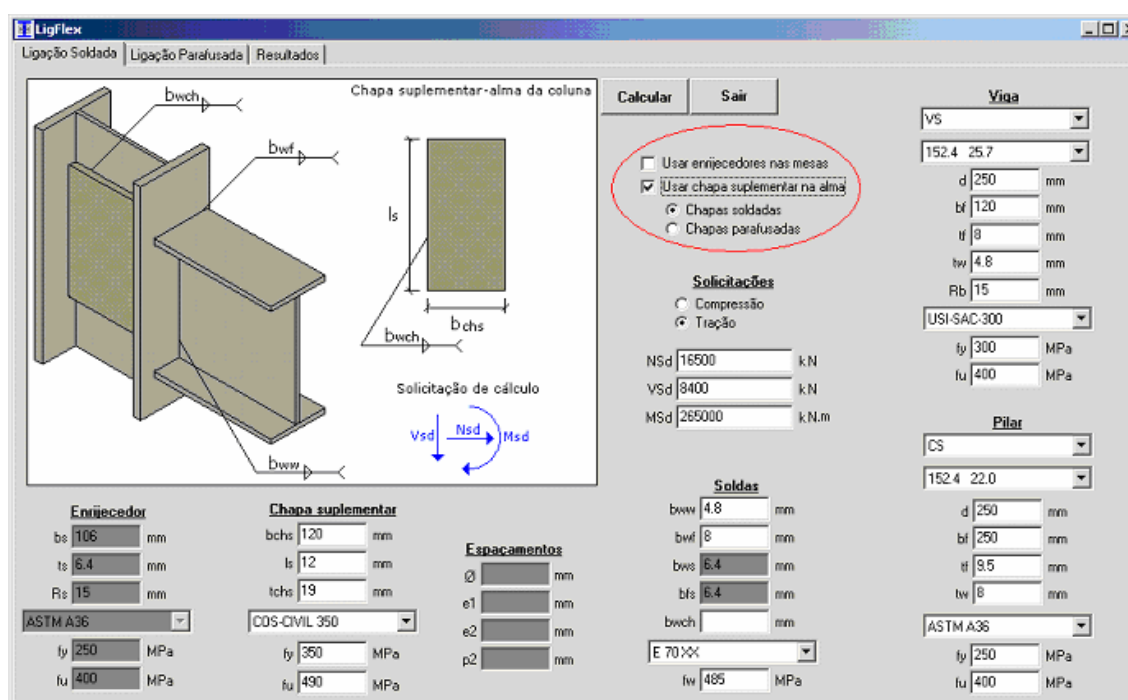 LigFlex
Ligação Soldada Ligação Parafusada Resultados
Chapa suplementar-alma da coluna
bwch
bwf
ls
bchs
bwch
Solicitação de cálculo
Vsd Nsd Msd
bww
Calcular Sair
Usar enrijecedores nas mesas
Usar chapa suplementar na alma
Chapas soldadas
Chapas parafusadas
Solicitações
Compressão
Tração
NSd 16500 kN
VSd 8400 kN
MSd 265000 kN.m
Viga
VS
152.4 25.7
d 250 mm
bf 120 mm
tf 8 mm
tw 4.8 mm
Rb 15 mm
USI-SAC-300
fy 300 MPa
fu 400 MPa
Pilar
CS
152.4 22.0
d 250 mm
bf 250 mm
tf 9.5 mm
tw 8 mm
ASTM A36
fy 250 MPa
fu 400 MPa
Enrijecedor
bs 106 mm
ts 6.4 mm
Rs 15 mm
ASTM A36
fy 250 MPa
fu 400 MPa
Chapa suplementar
bchs 120 mm
ls 12 mm
tchs 19 mm
COS-CIVIL 350
fy 350 MPa
fu 490 MPa
Espaçamentos
Ø mm
e1 mm
e2 mm
p2 mm
Soldas
bww 4.8 mm
bwf 8 mm
bws 6.4 mm
bfs 6.4 mm
bwch mm
E 70XX
fw 485 MPa